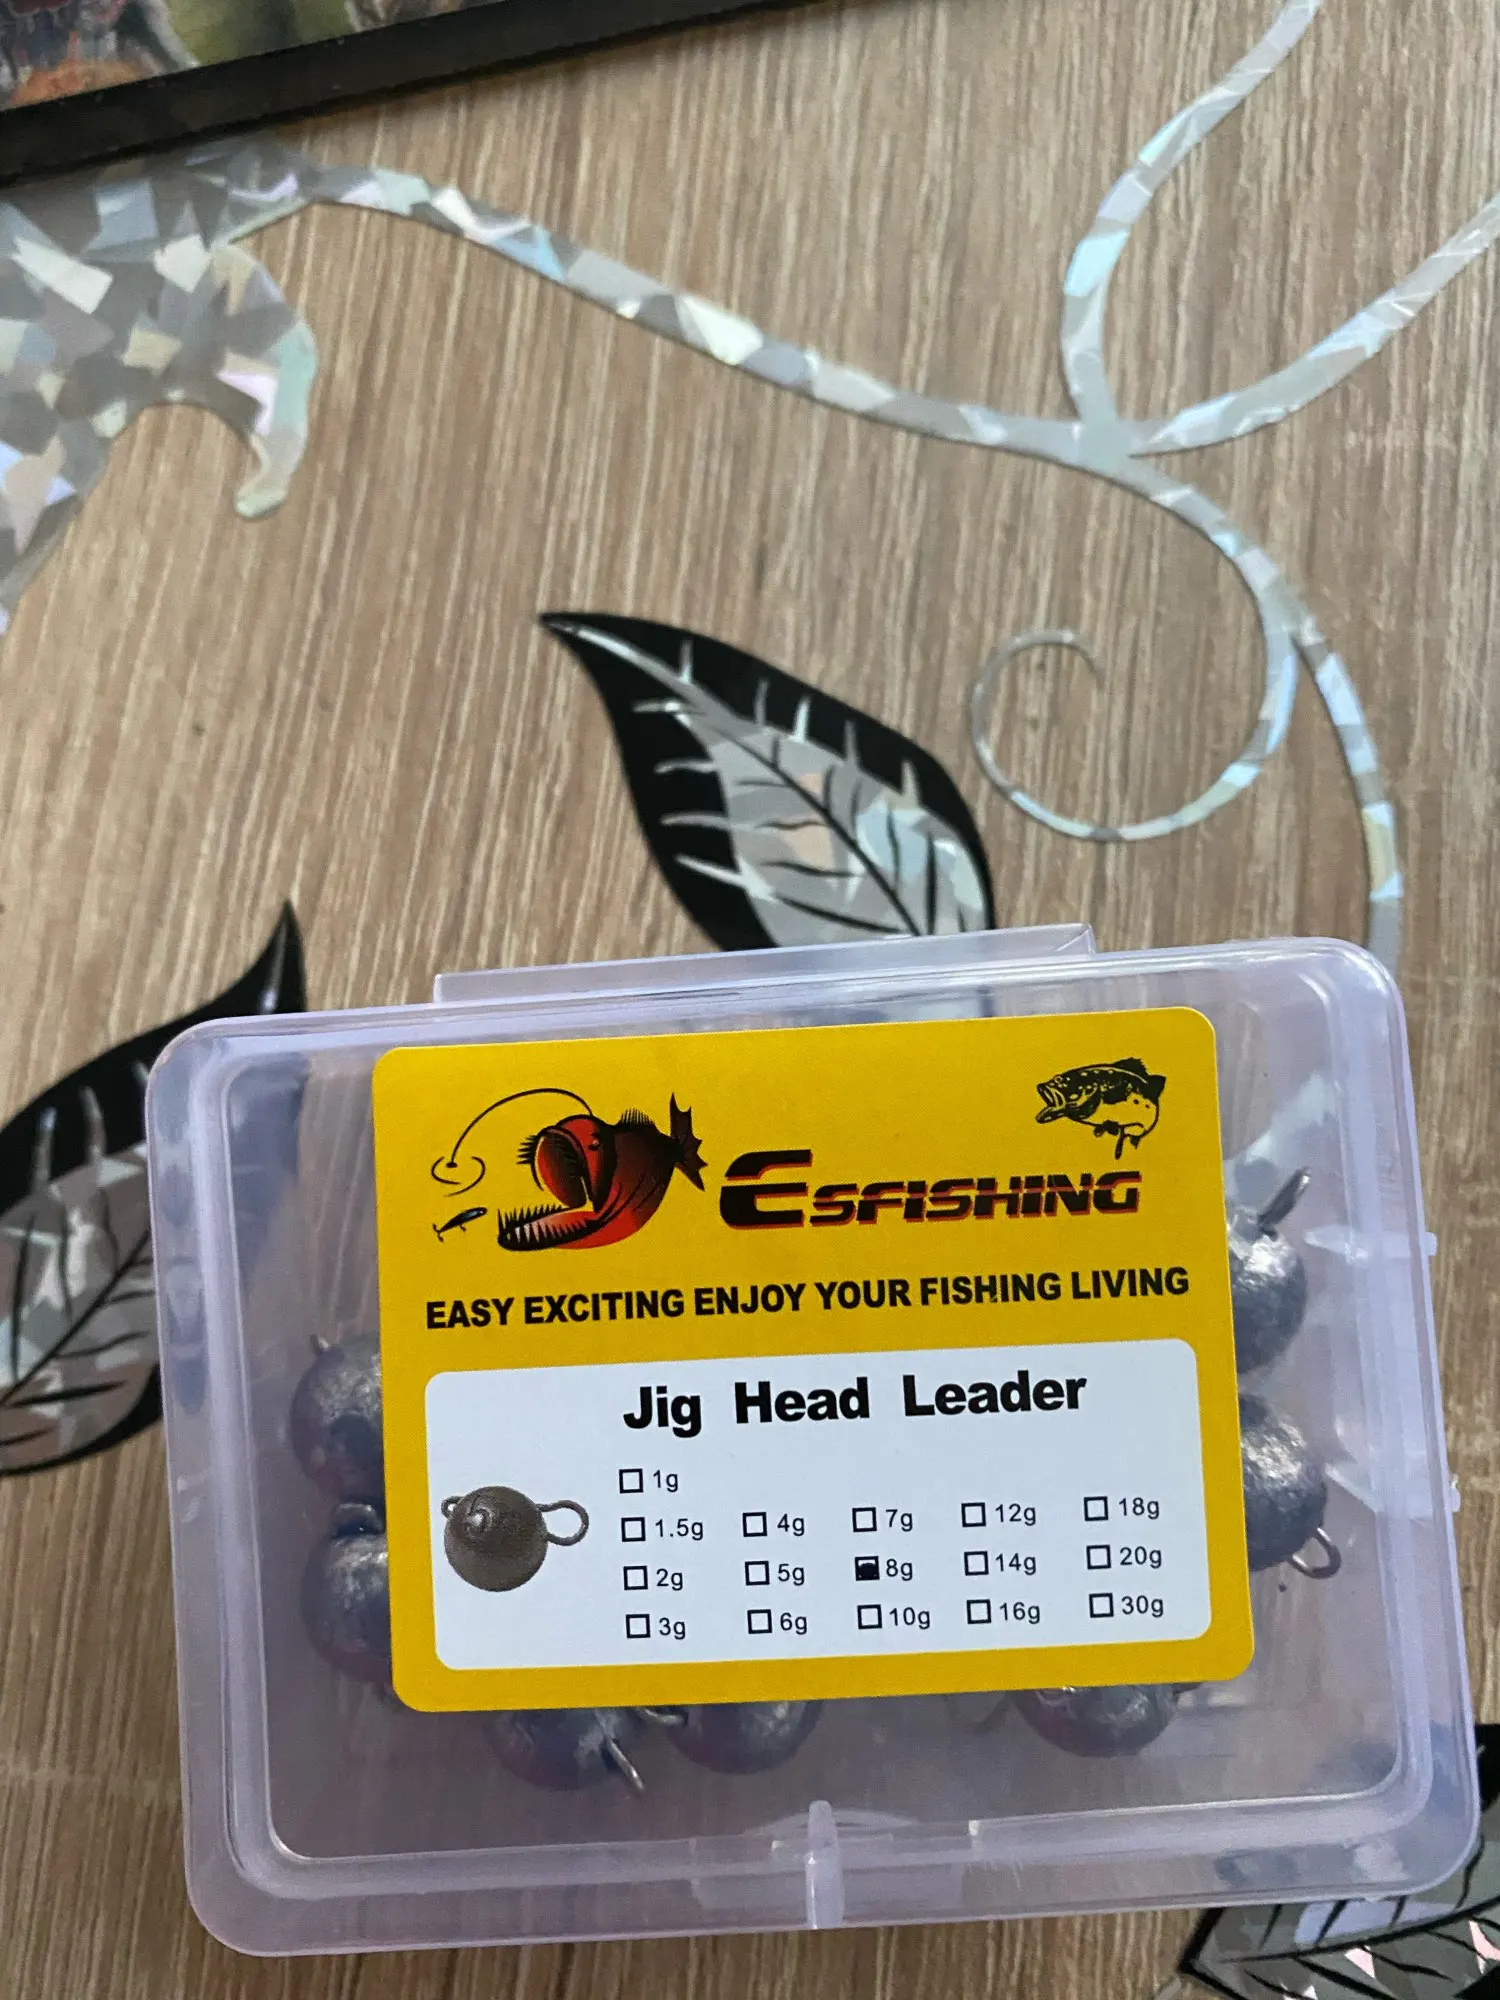 ESFISHING
EASY EXCITING ENJOY YOUR FISHING LIVING
Jig Head Leader
1g
1.5g 4g 7g 12g 18g
2g 5g 8g 14g 20g
3g 6g 10g 16g 30g